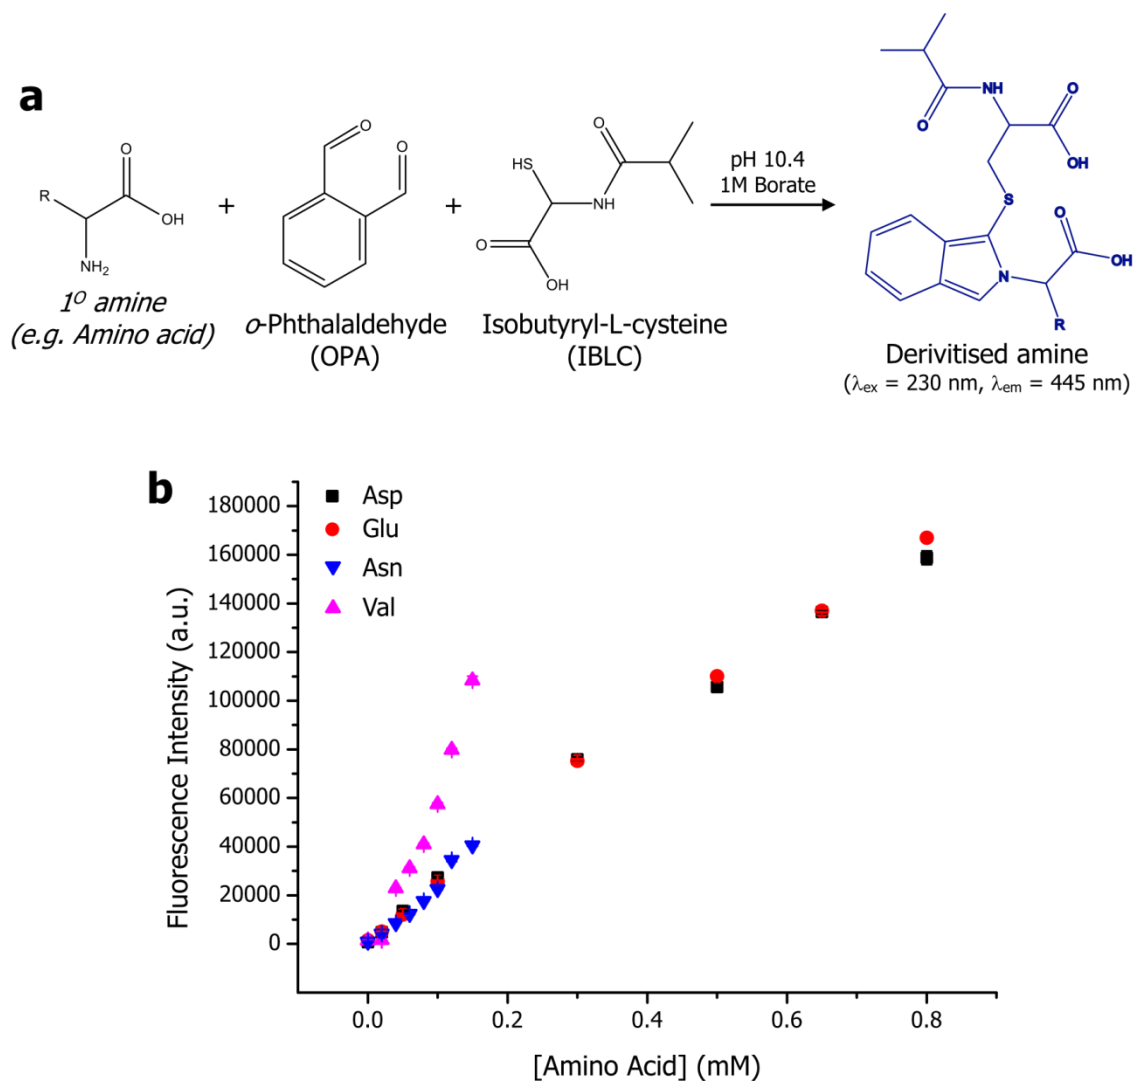 a
R
O
OH
NH₂
1ᴼ amine
(e.g. Amino acid)
+
O
O
o-Phthalaldehyde
(OPA)
+
HS
O
NH
O
OH
Isobutyryl-L-cysteine
(IBLC)
pH 10.4
1M Borate
O
NH
O
OH
S
N
O
OH
R
Derivitised amine
(λex = 230 nm, λem = 445 nm)
b
Asp
Glu
Asn
Val
Fluorescence Intensity (a.u.)
180000
160000
140000
120000
100000
80000
60000
40000
20000
0
0.0 0.2 0.4 0.6 0.8
[Amino Acid] (mM)